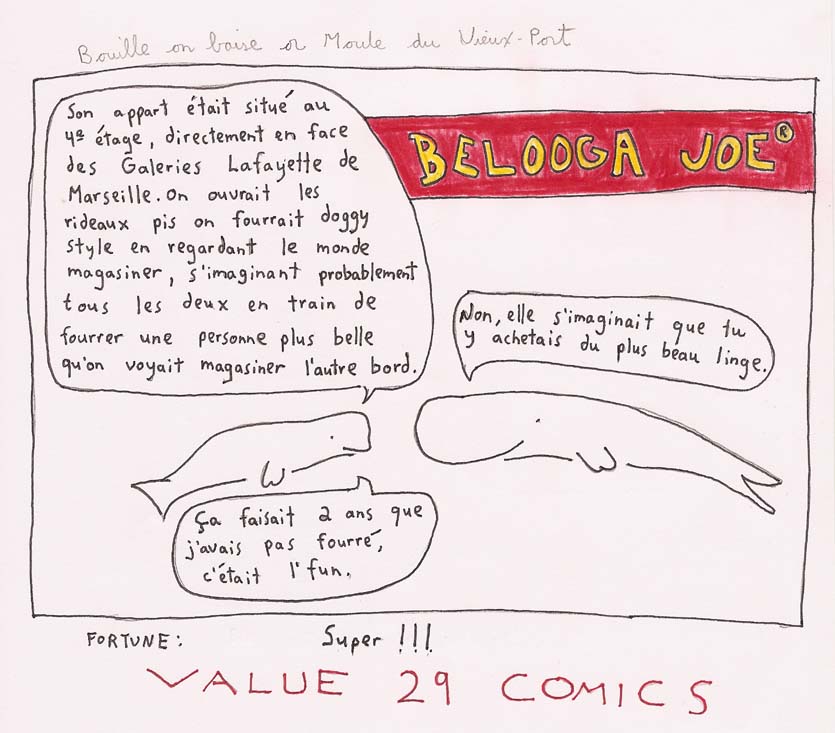 Bouille on baise or Moule du Vieux-Port
Son appart était situé au
4e étage, directement en face
des Galeries Lafayette de
Marseille. On ouvrait les
rideaux pis on fourrait doggy
style en regardant le monde
magasiner, s'imaginant probablement
tous les deux en train de
fourrer une personne plus belle
qu'on voyait magasiner l'autre bord.
BELOOGA JOE®
Non, elle s'imaginait que tu
y achetais du plus beau linge.
Ça faisait 2 ans que
j'avais pas fourré,
c'était l'fun.
FORTUNE: Super !!!
VALUE 29 COMICS